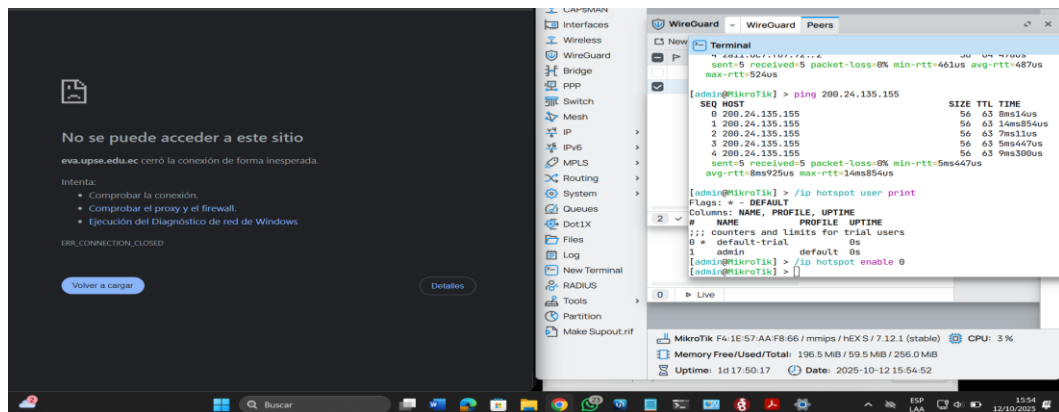 No se puede acceder a este sitio
eva.upse.edu.ec cerró la conexión de forma inesperada.
Intenta:
• Comprobar la conexión.
• Comprobar el proxy y el firewall.
• Ejecución del Diagnóstico de red de Windows
ERR_CONNECTION_CLOSED
Volver a cargar
Detalles
CAPsMAN
Interfaces
Wireless
WireGuard
Bridge
PPP
Switch
Mesh
IP
IPv6
MPLS
Routing
System
Queues
Dot1X
Files
Log
New Terminal
RADIUS
Tools
Partition
Make Supout.rif
WireGuard WireGuard Peers
New
Terminal
sent=5 received=5 packet-loss=0% min-rtt=461us avg-rtt=487us
max-rtt=524us
[admin@MikroTik] > ping 200.24.135.155
SEQ HOST SIZE TTL TIME
0 200.24.135.155 56 63 8ms14us
1 200.24.135.155 56 63 14ms854us
2 200.24.135.155 56 63 7ms11us
3 200.24.135.155 56 63 5ms447us
4 200.24.135.155 56 63 9ms300us
sent=5 received=5 packet-loss=0% min-rtt=5ms447us
avg-rtt=8ms925us max-rtt=14ms854us
[admin@MikroTik] > /ip hotspot user print
Flags: * - DEFAULT
Columns: NAME, PROFILE, UPTIME
# NAME PROFILE UPTIME
;;; counters and limits for trial users
0 * default-trial 0s
1 admin default 0s
[admin@MikroTik] > /ip hotspot enable 0
[admin@MikroTik] >
2
0 Live
MikroTik F4:1E:57:AA:F8:66 / mmips / hEX S / 7.12.1 (stable) CPU: 3 %
Memory Free/Used/Total: 196.5 MiB / 59.5 MiB / 256.0 MiB
Uptime: 1d 17:50:17 Date: 2025-10-12 15:54:52
2
Buscar
29
ESP
LAA
15:54
12/10/2025